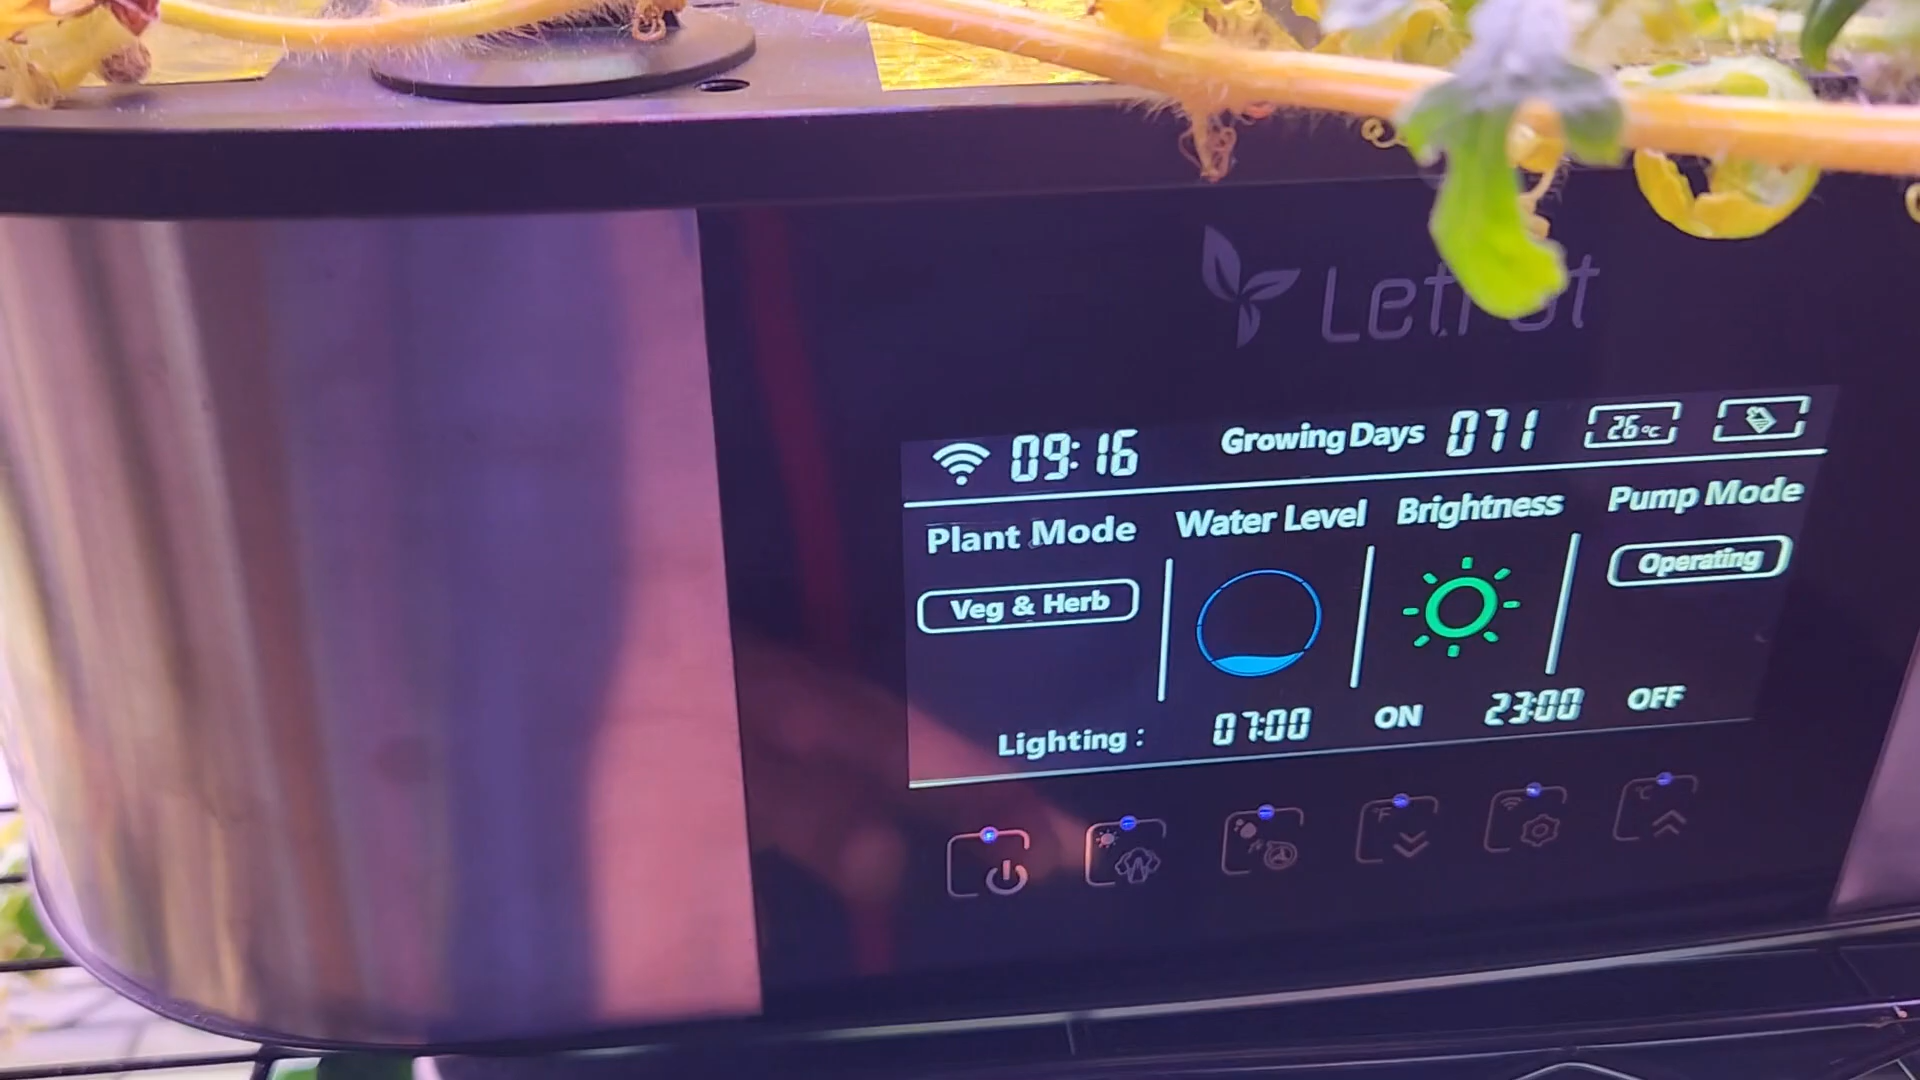 LetPot
09:16 Growing Days 071 26°C
Plant Mode Water Level Brightness Pump Mode
Veg & Herb Operating
Lighting : 07:00 ON 23:00 OFF
°F °C